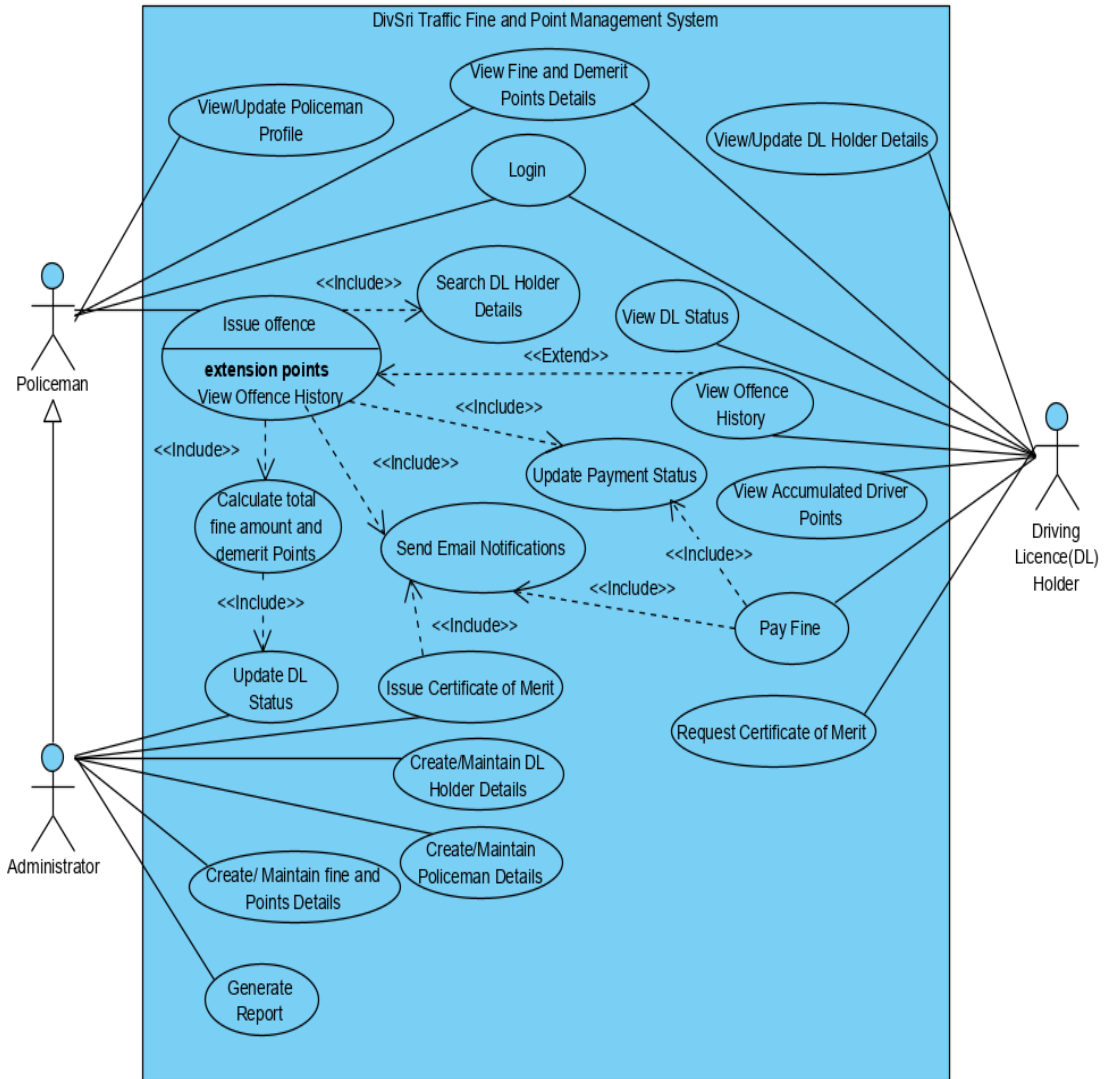 DivSri Traffic Fine and Point Management System
View Fine and Demerit
Points Details
View/Update Policeman
Profile
View/Update DL Holder Details
Login
<<Include>>
Search DL Holder
Details
Issue offence
extension points
View Offence History
View DL Status
<<Extend>>
View Offence
History
Policeman
<<Include>>
<<Include>>
<<Include>>
Update Payment Status
View Accumulated Driver
Points
Calculate total
fine amount and
demerit Points
Send Email Notifications
Driving
Licence(DL)
Holder
<<Include>>
<<Include>>
<<Include>>
<<Include>>
Pay Fine
Update DL
Status
Issue Certificate of Merit
Request Certificate of Merit
Create/Maintain DL
Holder Details
Administrator
Create/Maintain
Policeman Details
Create/ Maintain fine and
Points Details
Generate
Report